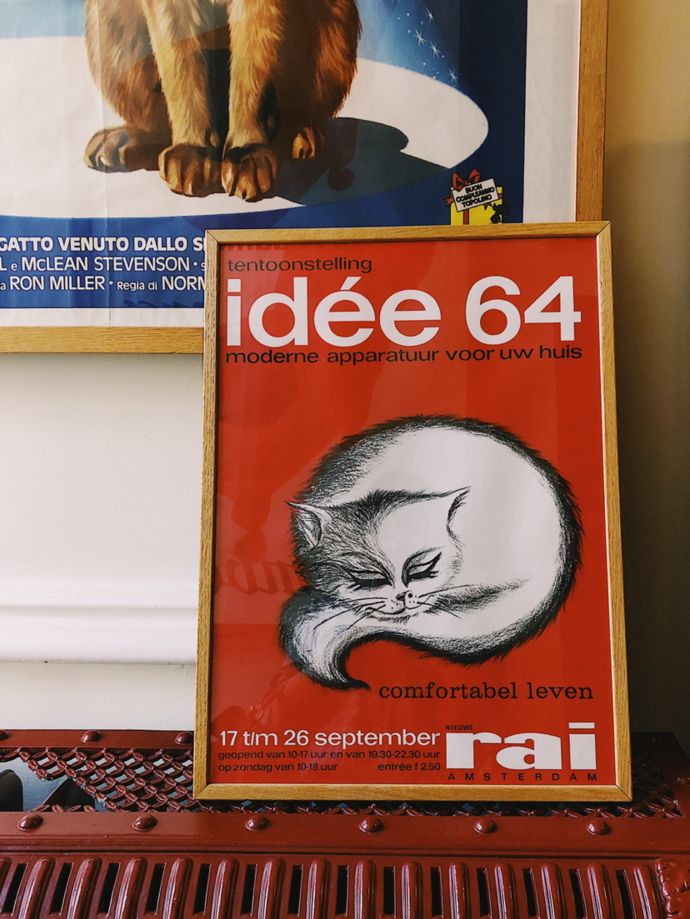 BUON
COMPLEANNO
TOPOLINO
GATTO VENUTO DALLO
McLEAN STEVENSON •
RON MILLER • Regia di
tentoonstelling
idée 64
moderne apparatuur voor uw huis
comfortabel leven
17 t/m 26 september
geopend van 10-17 uur en van 19.30-22.30 uur
op zondag van 10-18 uur entrée f 2.50
NIEUWE
rai
AMSTERDAM